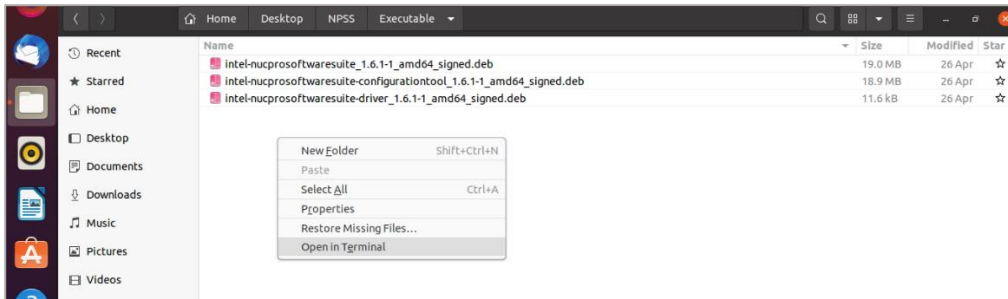 Home Desktop NPSS Executable
Name Size Modified Star
Recent
Starred
Home
Desktop
Documents
Downloads
Music
Pictures
Videos
intel-nucprosoftwaresuite_1.6.1-1_amd64_signed.deb 19.0 MB 26 Apr
intel-nucprosoftwaresuite-configurationtool_1.6.1-1_amd64_signed.deb 18.9 MB 26 Apr
intel-nucprosoftwaresuite-driver_1.6.1-1_amd64_signed.deb 11.6 kB 26 Apr
New Folder Shift+Ctrl+N
Paste
Select All Ctrl+A
Properties
Restore Missing Files...
Open in Terminal